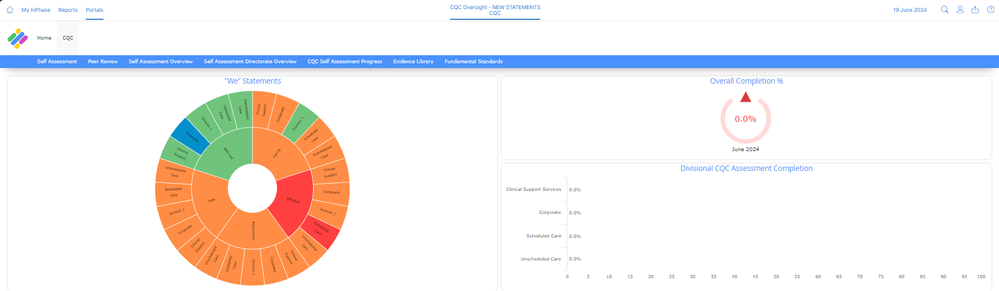 My InPhase
Reports
Portals
CQC Oversight - NEW STATEMENTS
CQC
19 June 2024
Home
CQC
Self Assessment
Peer Review
Self Assessment Overview
Self Assessment Directorate Overview
CQC Self Assessment Progress
Evidence Library
Fundamental Standards
"We" Statements
Caring
Clinical
Support
Corporate
Division 1
Scheduled
Care
Unscheduled
Care
Effective
Clinical
Support
Corporate
Division 1
Scheduled
Care
Unscheduled
Care
Responsive
Clinical
Support
Corporate
Division 1
Scheduled
Care
Unscheduled
Care
Safe
Clinical
Support
Corporate
Division 1
Scheduled
Care
Unscheduled
Care
Well-Led
Clinical
Support
Corporate
Division 1
Scheduled
Care
Unscheduled
Care
Overall Completion %
0.0%
June 2024
Divisional CQC Assessment Completion
Clinical Support Services 0.0%
Corporate 0.0%
Scheduled Care 0.0%
Unscheduled Care 0.0%
0 5 10 15 20 25 30 35 40 45 50 55 60 65 70 75 80 85 90 95 100